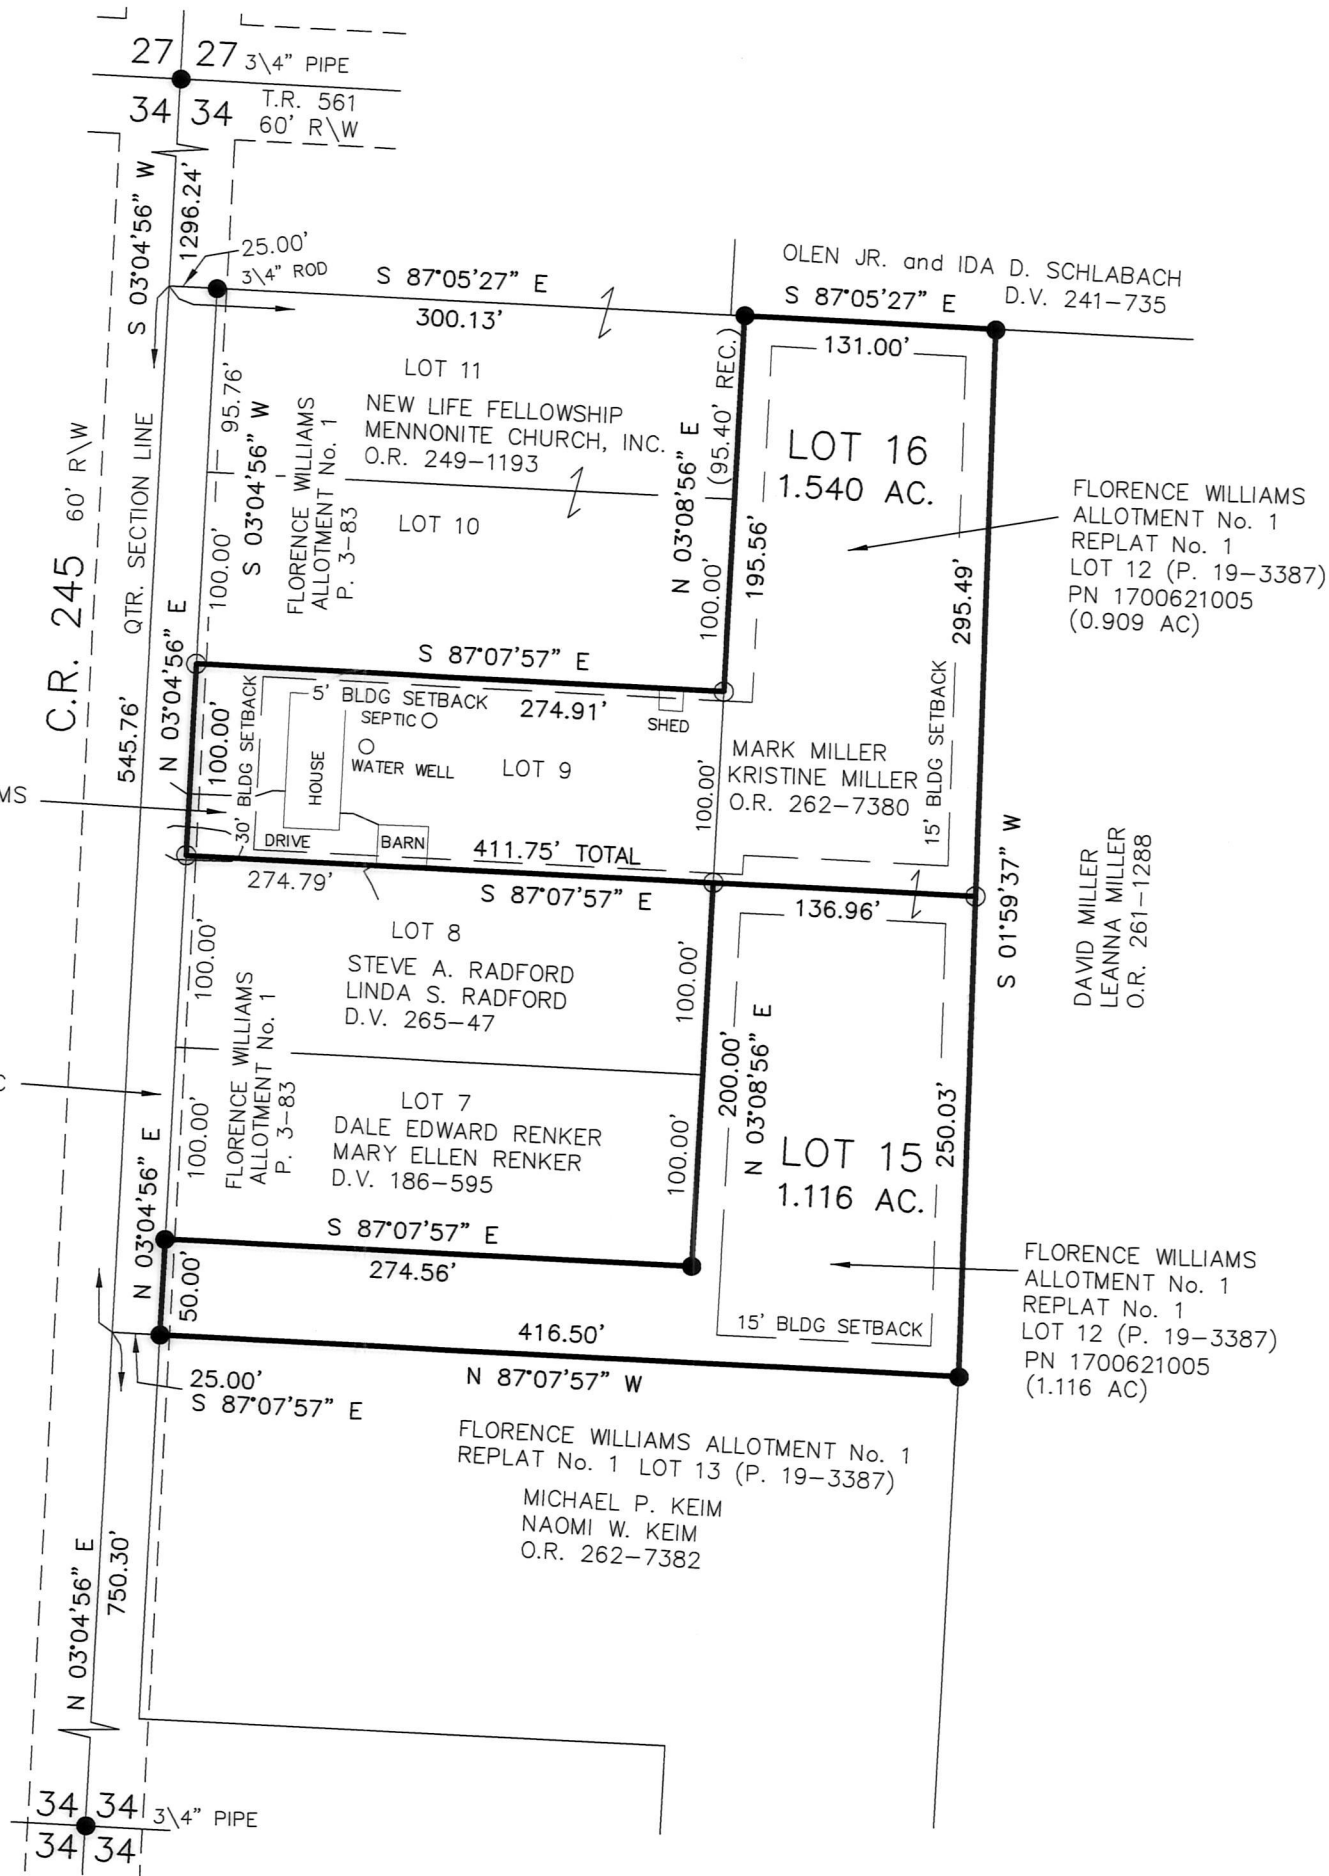 27 27 3\4" PIPE
34 34
T.R. 561
60' R\W
S 03°04'56" W
1296.24'
25.00'
3\4" ROD
S 87°05'27" E
300.13'
OLEN JR. and IDA D. SCHLABACH
D.V. 241-735
S 87°05'27" E
131.00'
C.R. 245 60' R\W
QTR. SECTION LINE
545.76'
95.76'
S 03°04'56" W
100.00'
FLORENCE WILLIAMS
ALLOTMENT No. 1
P. 3-83
LOT 11
NEW LIFE FELLOWSHIP
MENNONITE CHURCH, INC.
O.R. 249-1193
LOT 10
(95.40' REC.)
N 03°08'56" E
100.00'
195.56'
LOT 16
1.540 AC.
295.49'
FLORENCE WILLIAMS
ALLOTMENT No. 1
REPLAT No. 1
LOT 12 (P. 19-3387)
PN 1700621005
(0.909 AC)
N 03°04'56" E
S 87°07'57" E
274.91'
5' BLDG SETBACK
30' BLDG SETBACK
100.00'
SEPTIC
WATER WELL
HOUSE
SHED
LOT 9
DRIVE
BARN
MS
100.00'
MARK MILLER
KRISTINE MILLER
O.R. 262-7380
15' BLDG SETBACK
411.75' TOTAL
274.79'
S 87°07'57" E
136.96'
S 01°59'37" W
DAVID MILLER
LEANNA MILLER
O.R. 261-1288
100.00'
LOT 8
STEVE A. RADFORD
LINDA S. RADFORD
D.V. 265-47
100.00'
FLORENCE WILLIAMS
ALLOTMENT No. 1
P. 3-83
C
100.00'
LOT 7
DALE EDWARD RENKER
MARY ELLEN RENKER
D.V. 186-595
100.00'
200.00'
N 03°08'56" E
LOT 15
1.116 AC.
250.03'
N 03°04'56" E
50.00'
S 87°07'57" E
274.56'
15' BLDG SETBACK
FLORENCE WILLIAMS
ALLOTMENT No. 1
REPLAT No. 1
LOT 12 (P. 19-3387)
PN 1700621005
(1.116 AC)
416.50'
N 87°07'57" W
25.00'
S 87°07'57" E
FLORENCE WILLIAMS ALLOTMENT No. 1
REPLAT No. 1 LOT 13 (P. 19-3387)
MICHAEL P. KEIM
NAOMI W. KEIM
O.R. 262-7382
N 03°04'56" E
750.30'
34 34 3\4" PIPE
34 34